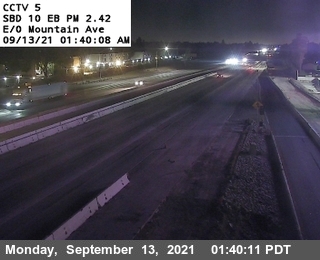 CCTV 5
SBD 10 EB PM 2.42
E/O Mountain Ave
09/13/21 01:40:08 AM
Monday, September 13, 2021 01:40:11 PDT